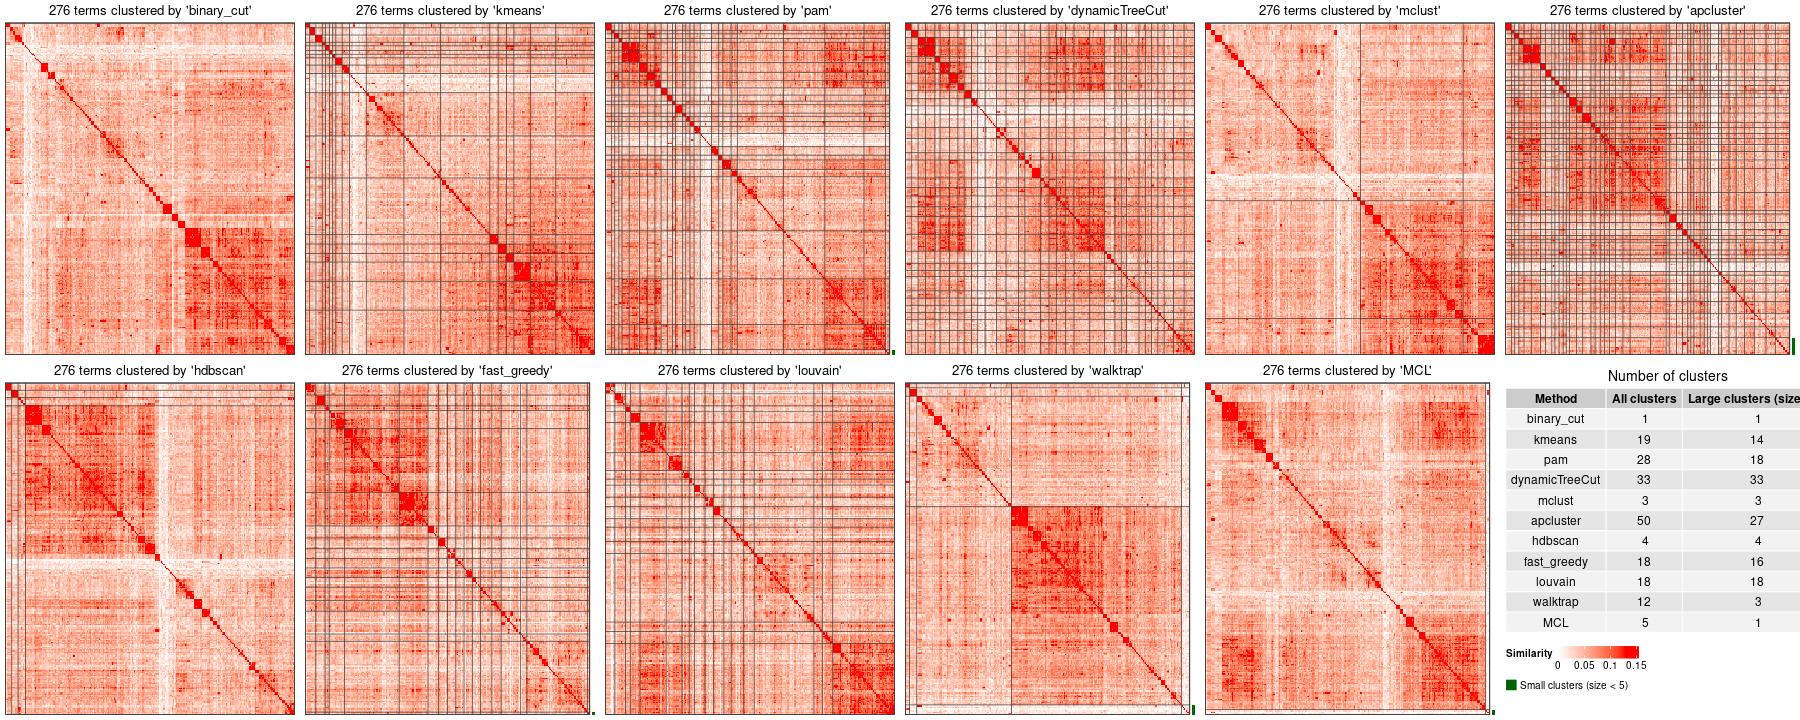 276 terms clustered by 'binary_cut'
276 terms clustered by 'kmeans'
276 terms clustered by 'pam'
276 terms clustered by 'dynamicTreeCut'
276 terms clustered by 'mclust'
276 terms clustered by 'apcluster'
276 terms clustered by 'hdbscan'
276 terms clustered by 'fast_greedy'
276 terms clustered by 'louvain'
276 terms clustered by 'walktrap'
276 terms clustered by 'MCL'
Number of clusters
Method All clusters Large clusters (size
binary_cut 1 1
kmeans 19 14
pam 28 18
dynamicTreeCut 33 33
mclust 3 3
apcluster 50 27
hdbscan 4 4
fast_greedy 18 16
louvain 18 18
walktrap 12 3
MCL 5 1
Similarity
0 0.05 0.1 0.15
Small clusters (size < 5)